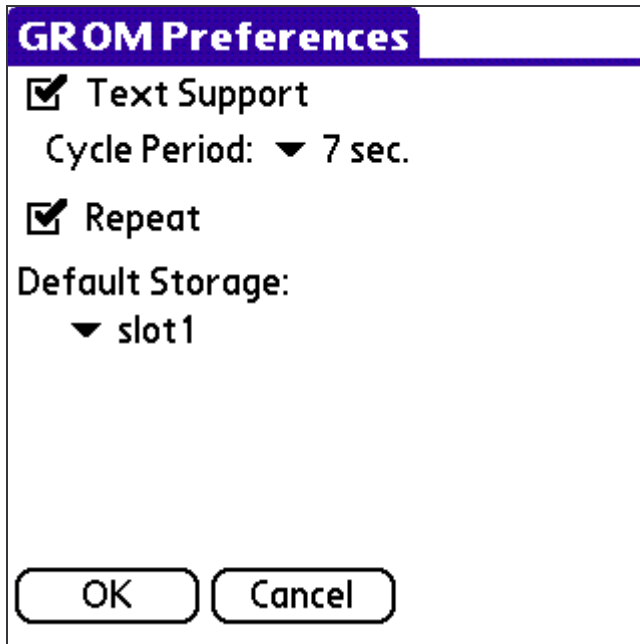 GROM Preferences
Text Support
Cycle Period: 7 sec.
Repeat
Default Storage:
slot1
OK Cancel